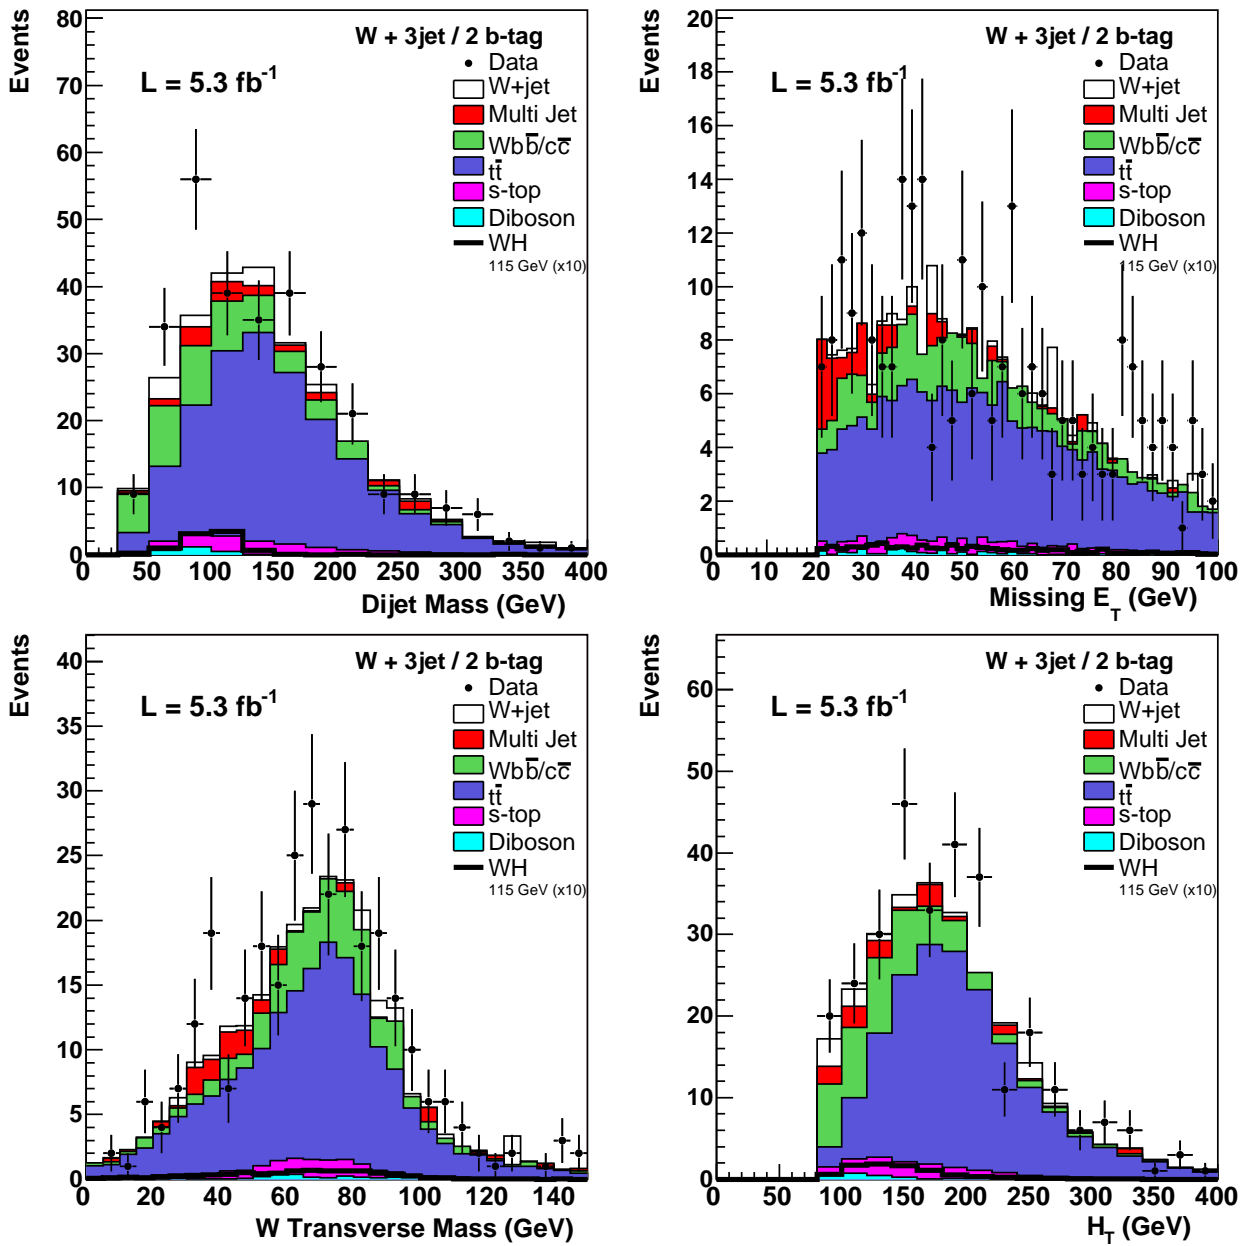 Events
80
70
60
50
40
30
20
10
0
W + 3jet / 2 b-tag
L = 5.3 fb⁻¹
Data
W+jet
Multi Jet
Wbb̅/cc̅
tt̅
s-top
Diboson
WH
115 GeV (x10)
0 50 100 150 200 250 300 350 400
Dijet Mass (GeV)
Events
20
18
16
14
12
10
8
6
4
2
0
W + 3jet / 2 b-tag
L = 5.3 fb⁻¹
Data
W+jet
Multi Jet
Wbb̅/cc̅
tt̅
s-top
Diboson
WH
115 GeV (x10)
0 10 20 30 40 50 60 70 80 90 100
Missing E_T (GeV)
Events
40
35
30
25
20
15
10
5
0
W + 3jet / 2 b-tag
L = 5.3 fb⁻¹
Data
W+jet
Multi Jet
Wbb̅/cc̅
tt̅
s-top
Diboson
WH
115 GeV (x10)
0 20 40 60 80 100 120 140
W Transverse Mass (GeV)
Events
60
50
40
30
20
10
0
W + 3jet / 2 b-tag
L = 5.3 fb⁻¹
Data
W+jet
Multi Jet
Wbb̅/cc̅
tt̅
s-top
Diboson
WH
115 GeV (x10)
0 50 100 150 200 250 300 350 400
H_T (GeV)